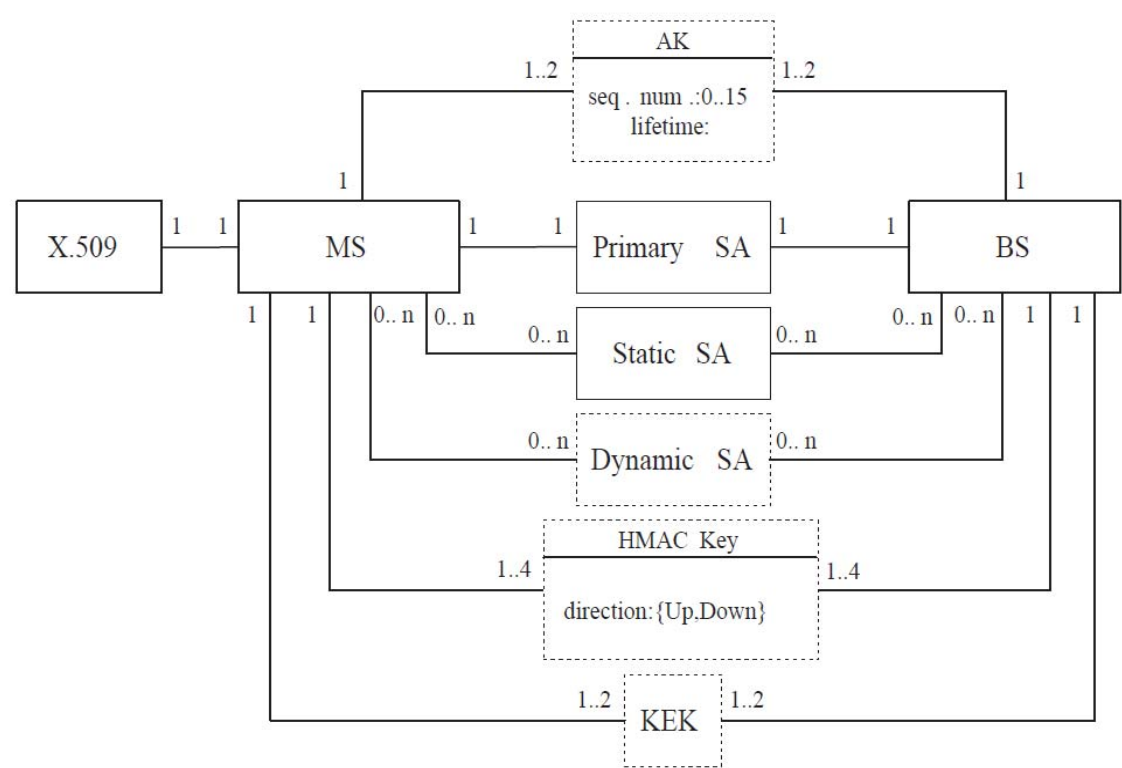 AK
1..2
1..2
seq . num .:0..15
lifetime:
1
1
X.509
1
1
MS
1
1
Primary SA
1
1
BS
1
1
0.. n
0.. n
0.. n
0.. n
1
1
0.. n
Static SA
0.. n
0.. n
Dynamic SA
0.. n
HMAC Key
1..4
1..4
direction:{Up,Down}
1..2
KEK
1..2